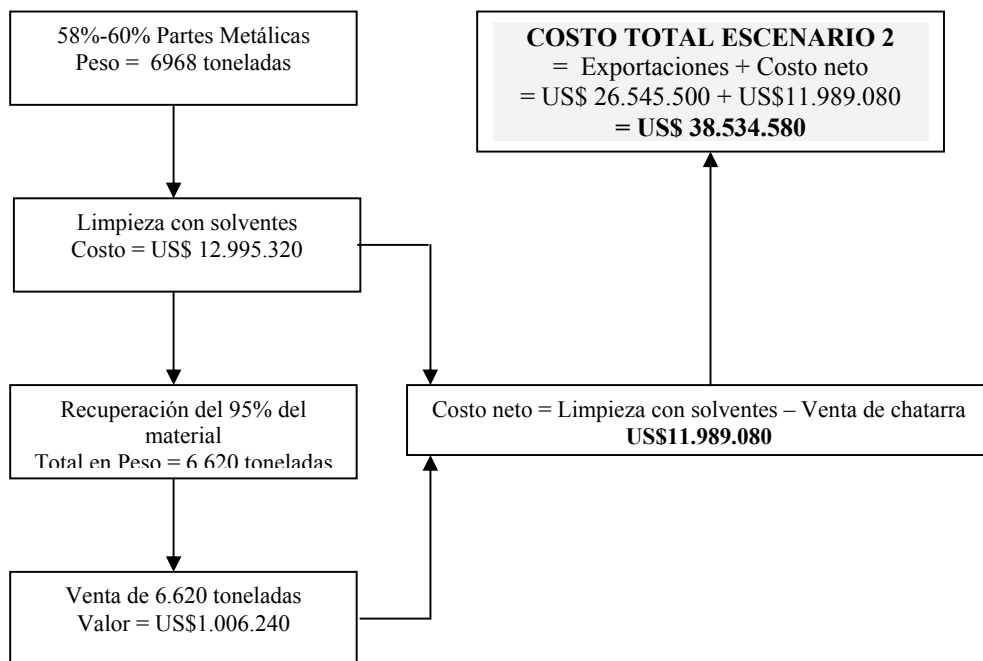 58%-60% Partes Metálicas
Peso = 6968 toneladas
COSTO TOTAL ESCENARIO 2
= Exportaciones + Costo neto
= US$ 26.545.500 + US$11.989.080
= US$ 38.534.580
Limpieza con solventes
Costo = US$ 12.995.320
Recuperación del 95% del
material
Total en Peso = 6.620 toneladas
Costo neto = Limpieza con solventes – Venta de chatarra
US$11.989.080
Venta de 6.620 toneladas
Valor = US$1.006.240